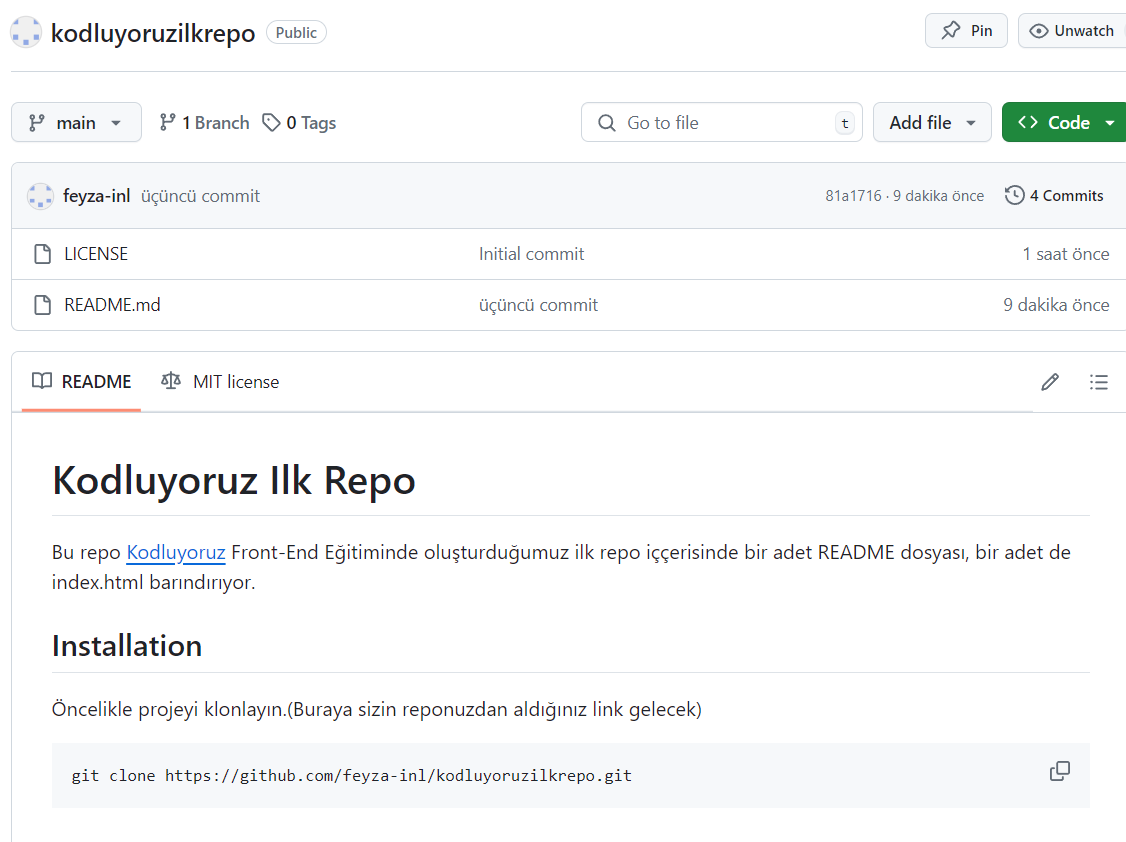 kodluyoruzilkrepo Public Pin Unwatch
main 1 Branch 0 Tags Go to file t Add file Code
feyza-inl üçüncü commit 81a1716 · 9 dakika önce 4 Commits
LICENSE Initial commit 1 saat önce
README.md üçüncü commit 9 dakika önce
README MIT license
Kodluyoruz Ilk Repo
Bu repo Kodluyoruz Front-End Eğitiminde oluşturduğumuz ilk repo iççerisinde bir adet README dosyası, bir adet de
index.html barındırıyor.
Installation
Öncelikle projeyi klonlayın.(Buraya sizin reponuzdan aldığınız link gelecek)
git clone https://github.com/feyza-inl/kodluyoruzilkrepo.git